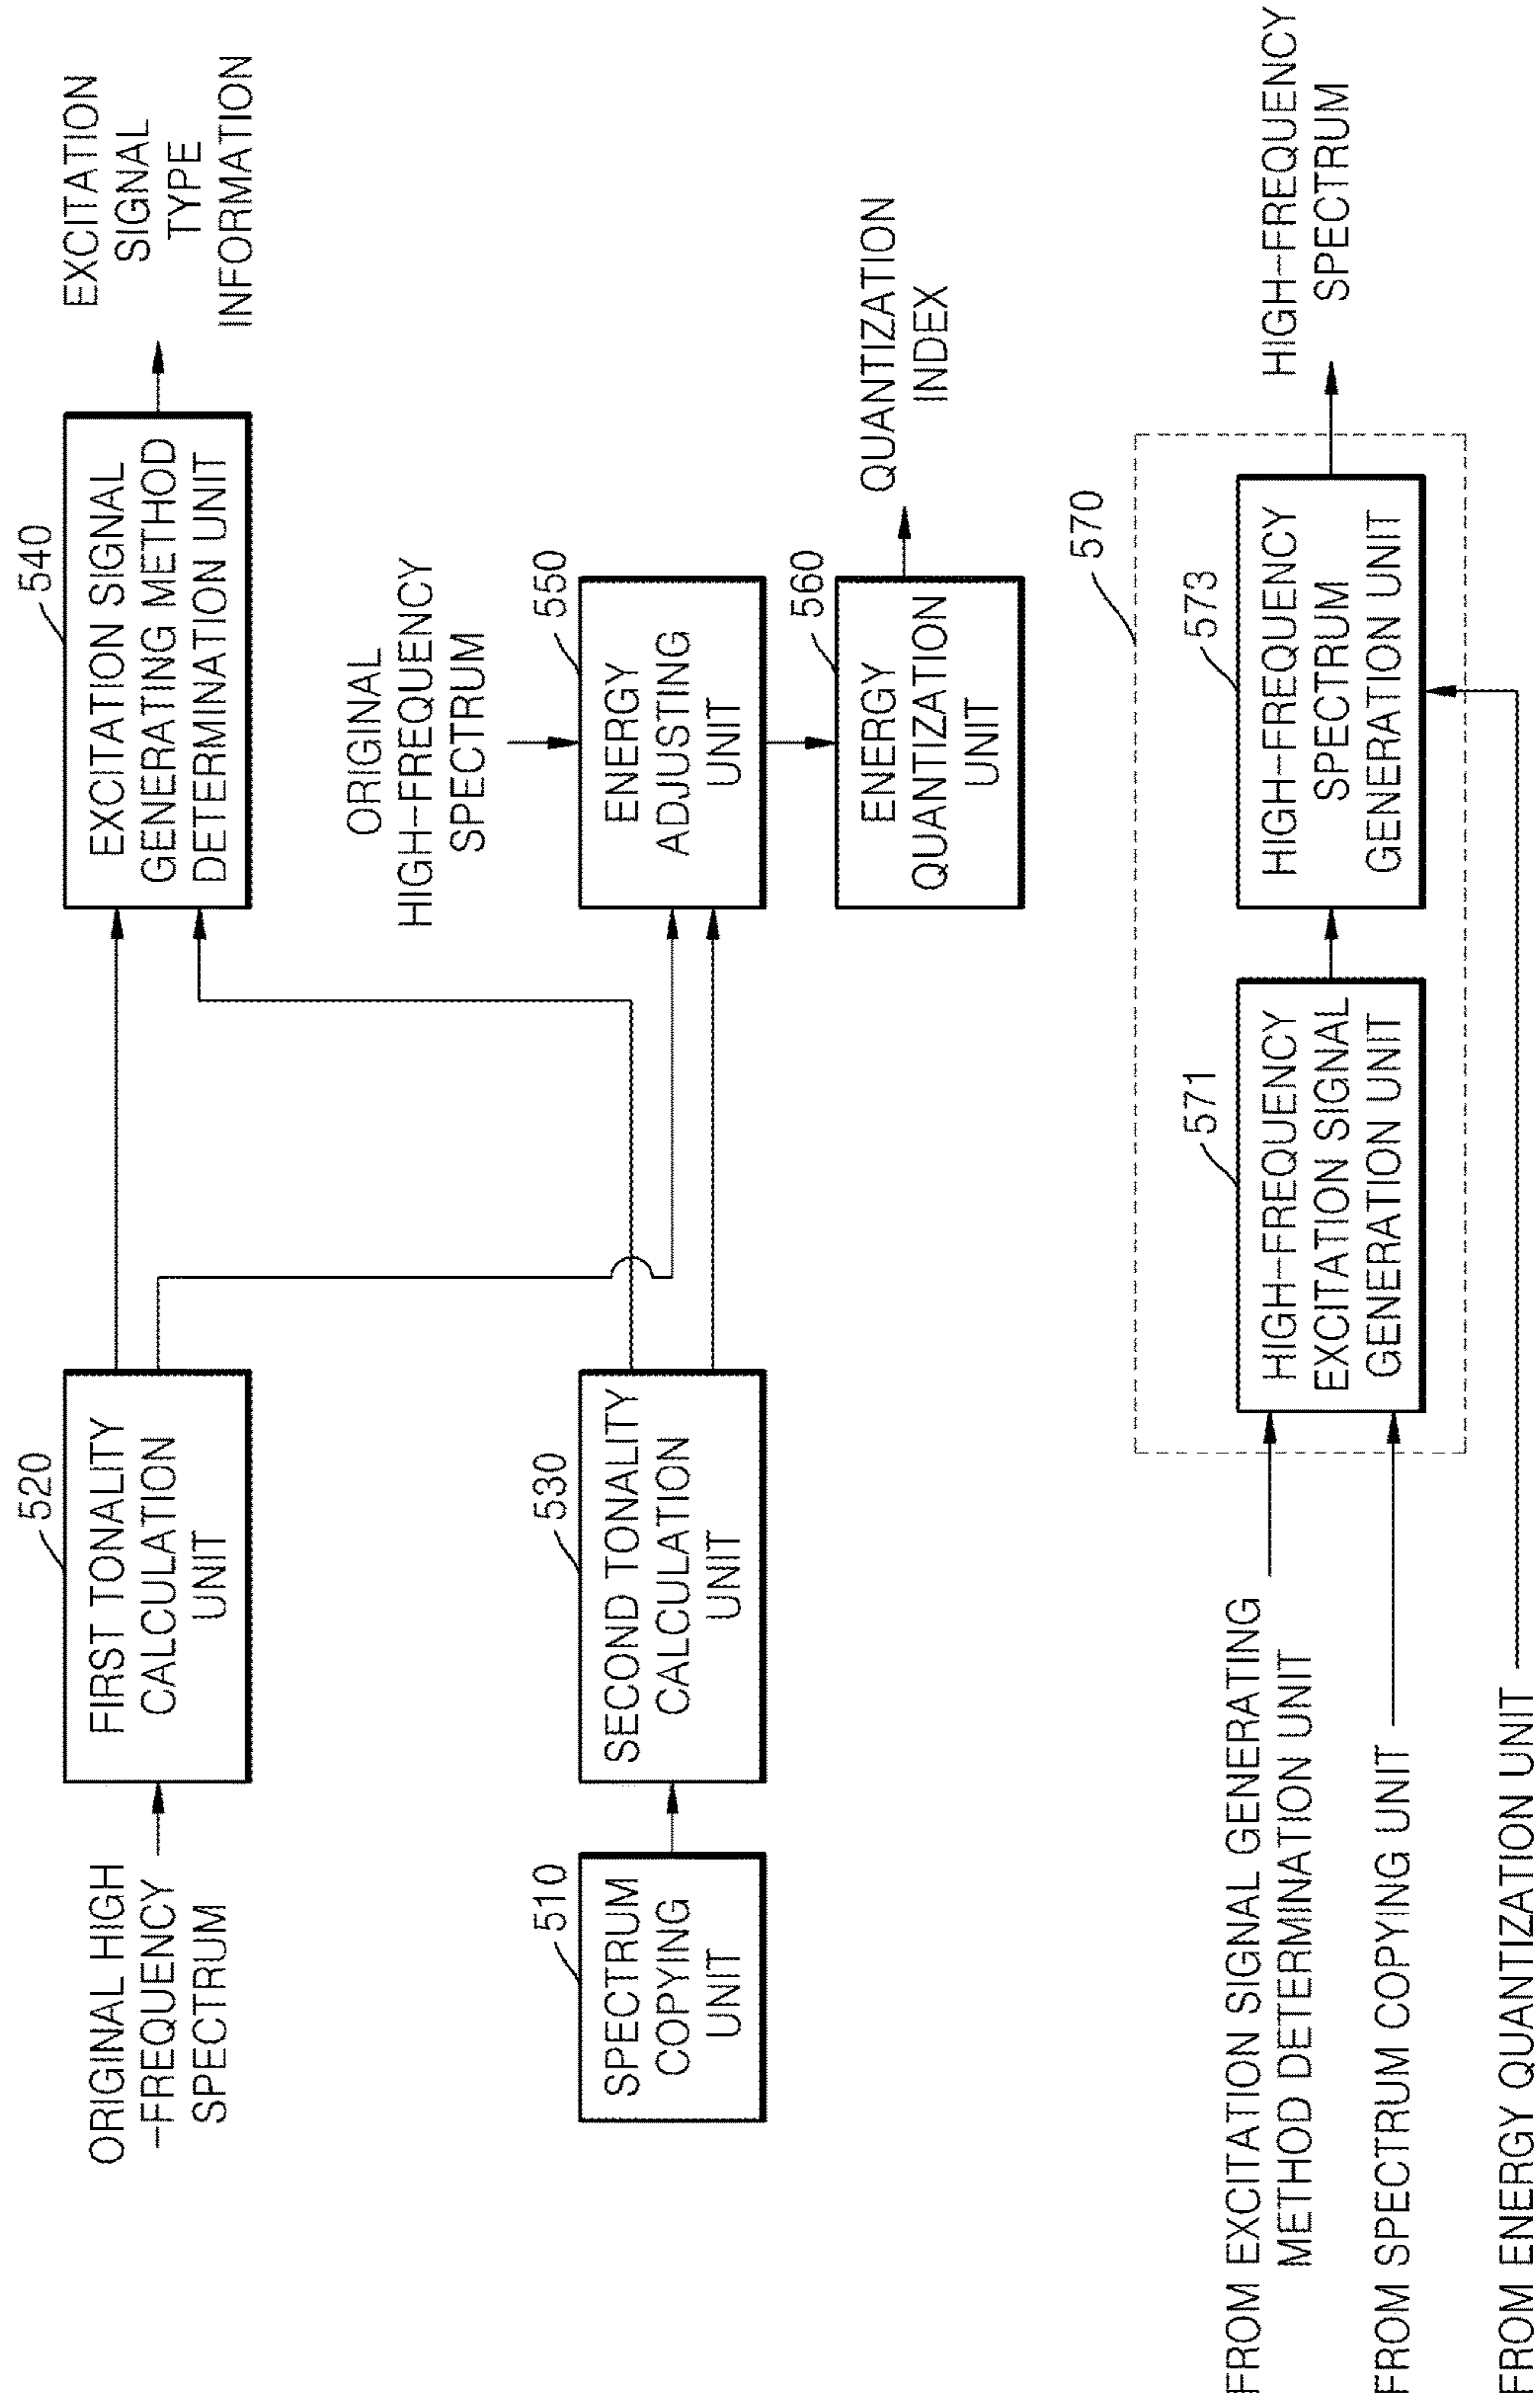 ORIGINAL HIGH
-FREQUENCY
SPECTRUM
520
FIRST TONALITY
CALCULATION
UNIT
540
EXCITATION SIGNAL
GENERATING METHOD
DETERMINATION UNIT
EXCITATION
SIGNAL
TYPE
INFORMATION
ORIGINAL
HIGH-FREQUENCY
SPECTRUM
510
SPECTRUM
COPYING
UNIT
530
SECOND TONALITY
CALCULATION
UNIT
550
ENERGY
ADJUSTING
UNIT
560
ENERGY
QUANTIZATION
UNIT
QUANTIZATION
INDEX
570
FROM EXCITATION SIGNAL GENERATING
METHOD DETERMINATION UNIT
FROM SPECTRUM COPYING UNIT
FROM ENERGY QUANTIZATION UNIT
571
HIGH-FREQUENCY
EXCITATION SIGNAL
GENERATION UNIT
573
HIGH-FREQUENCY
SPECTRUM
GENERATION UNIT
HIGH-FREQUENCY
SPECTRUM